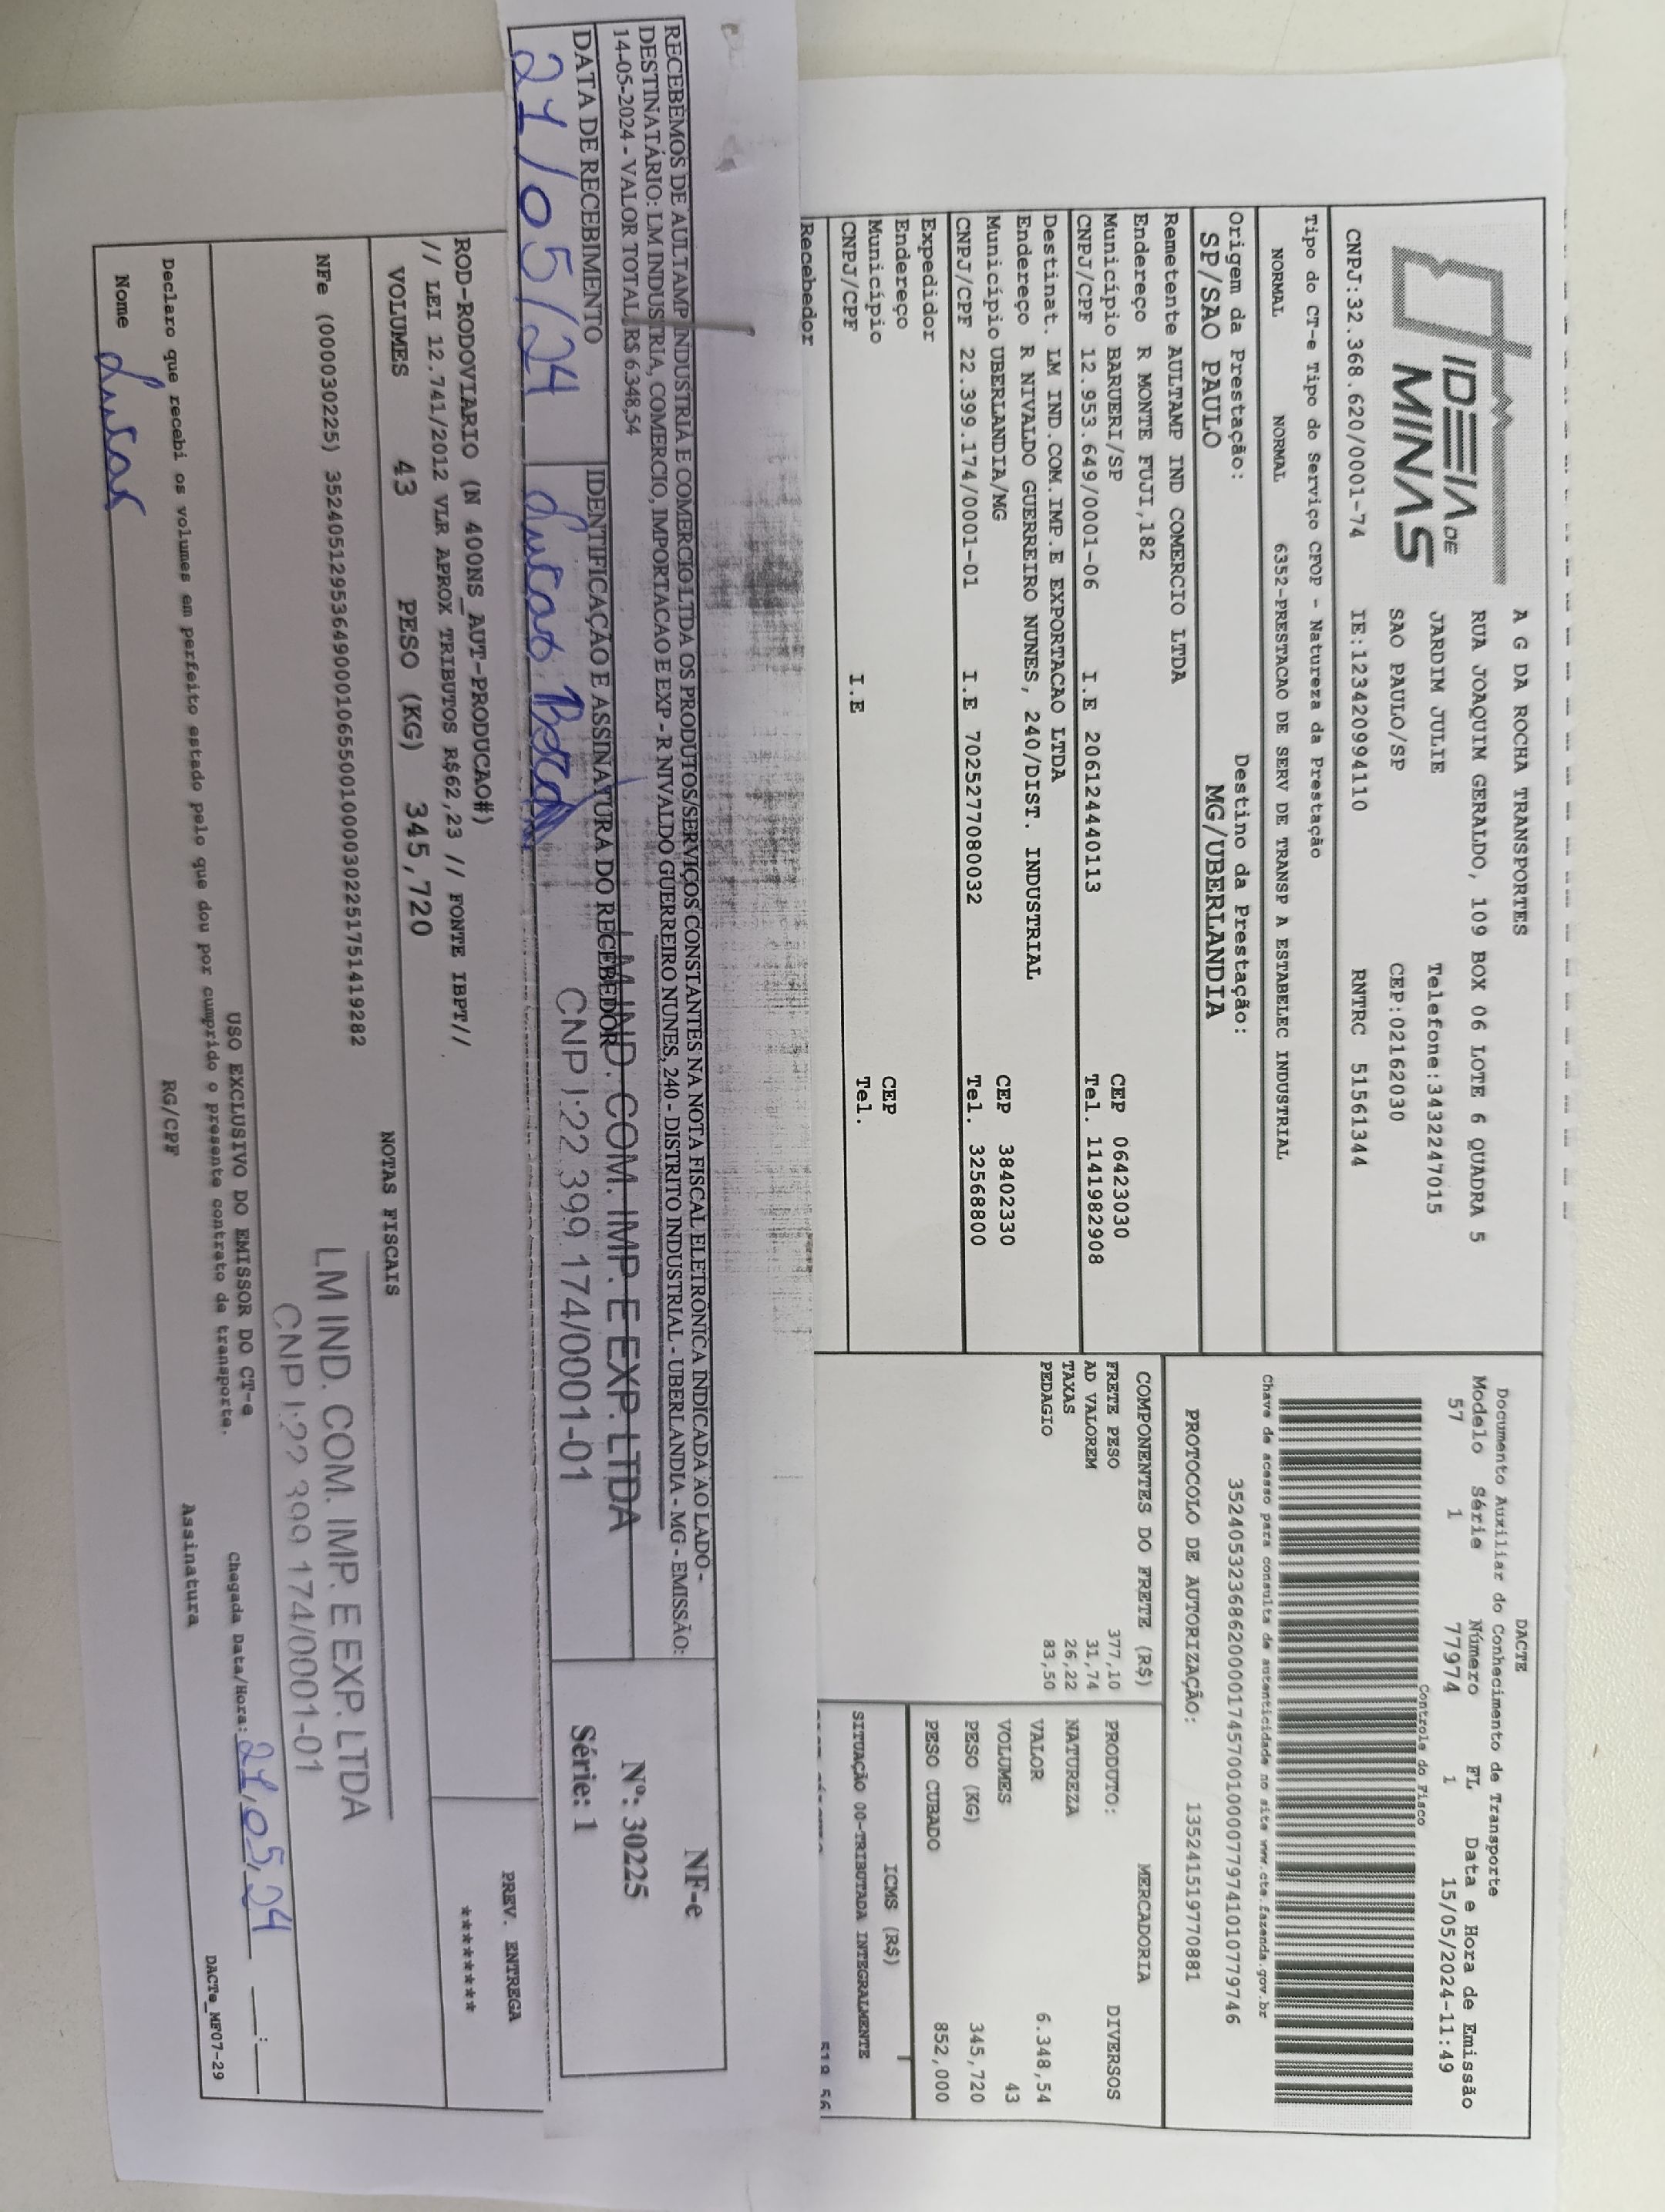 IDEIA DE
MINAS
A G DA ROCHA TRANSPORTES
RUA JOAQUIM GERALDO, 109 BOX 06 LOTE 6 QUADRA 5
JARDIM JULIE Telefone:3432247015
SAO PAULO/SP CEP:02162030
CNPJ:32.368.620/0001-74 IE:123420994110 RNTRC 51561344
DACTE
Documento Auxiliar do Conhecimento de Transporte
Modelo Série Número FL Data e Hora de Emissão
57 1 77974 1 15/05/2024-11:49
Controle do Fisco
Tipo do CT-e Tipo do Serviço CFOP - Natureza da Prestação
NORMAL NORMAL 6352-PRESTACAO DE SERV DE TRANSP A ESTABELEC INDUSTRIAL
Chave de acesso para consulta de autenticidade no site www.cte.fazenda.gov.br
35240532368620000174570010000779741010779746
Origem da Prestação: Destino da Prestação:
SP/SAO PAULO MG/UBERLANDIA
PROTOCOLO DE AUTORIZAÇÃO: 135241519770881
Remetente AULTAMP IND COMERCIO LTDA
Endereço R MONTE FUJI,182
Município BARUERI/SP CEP 06423030
CNPJ/CPF 12.953.649/0001-06 I.E 206124440113 Tel. 1141982908
Destinat. LM IND.COM.IMP.E EXPORTACAO LTDA
Endereço R NIVALDO GUERREIRO NUNES, 240/DIST. INDUSTRIAL
Município UBERLANDIA/MG CEP 38402330
CNPJ/CPF 22.399.174/0001-01 I.E 7025277080032 Tel. 32568800
Expedidor
Endereço
Município CEP
CNPJ/CPF I.E Tel.
Recebedor
COMPONENTES DO FRETE (R$)
FRETE PESO 377,10
AD VALOREM 31,74
TAXAS 26,22
PEDAGIO 83,50
MERCADORIA
PRODUTO: DIVERSOS
NATUREZA
VALOR 6.348,54
VOLUMES 43
PESO (KG) 345,720
PESO CUBADO 852,000
ICMS (R$)
SITUAÇÃO 00-TRIBUTADA INTEGRALMENTE
RECEBEMOS DE AULTAMP INDUSTRIA E COMERCIO LTDA OS PRODUTOS/SERVIÇOS CONSTANTES NA NOTA FISCAL ELETRÔNICA INDICADA AO LADO -
DESTINATÁRIO: LM INDUSTRIA, COMERCIO, IMPORTACAO E EXP - R NIVALDO GUERREIRO NUNES, 240 - DISTRITO INDUSTRIAL - UBERLANDIA - MG - EMISSÃO:
14-05-2024 - VALOR TOTAL, R$ 6348,54
DATA DE RECEBIMENTO IDENTIFICAÇÃO E ASSINATURA DO RECEBEDOR
21/05/24 Lucas
LM IND. COM. IMP. E EXP. LTDA
CNPJ:22 399 174/0001-01
NF-e
Nº: 30225
Série: 1
ROD-RODOVIARIO (N 400NS_AUT-PRODUCAO#)
// LEI 12.741/2012 VLR APROX TRIBUTOS R$62,23 // FONTE IBPT//
PREV. ENTREGA
********
VOLUMES 43 PESO (KG) 345,720 NOTAS FISCAIS
NFe (000030225) 35240512953649000106550010000302251751419282
LM IND. COM. IMP. E EXP. LTDA
CNPJ:22 399 174/0001-01
USO EXCLUSIVO DO EMISSOR DO CT-e
Declaro que recebi os volumes em perfeito estado pelo que dou por cumprido o presente contrato de transporte.
Chegada Data/Hora: 21/05/24 __:__
Nome Lucas RG/CPF Assinatura
DACTe_MF07-29